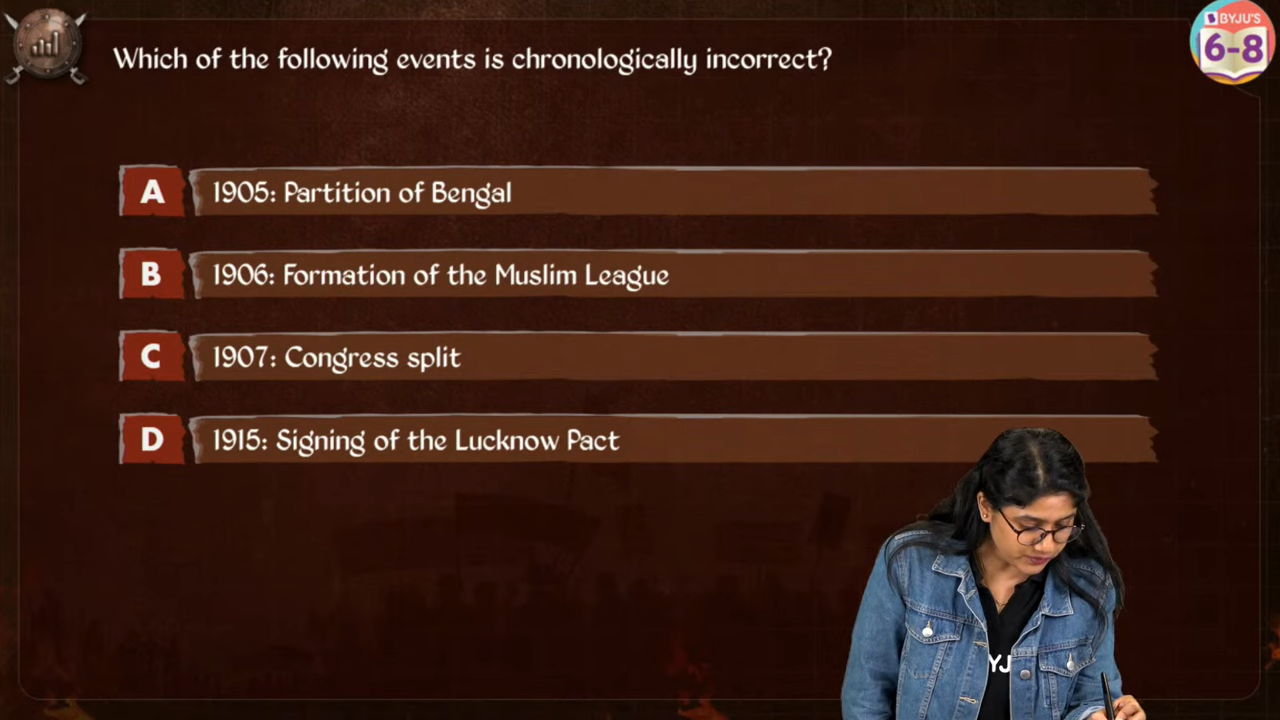 BYJU'S
6-8
Which of the following events is chronologically incorrect?
A 1905: Partition of Bengal
B 1906: Formation of the Muslim League
C 1907: Congress split
D 1915: Signing of the Lucknow Pact
YJ